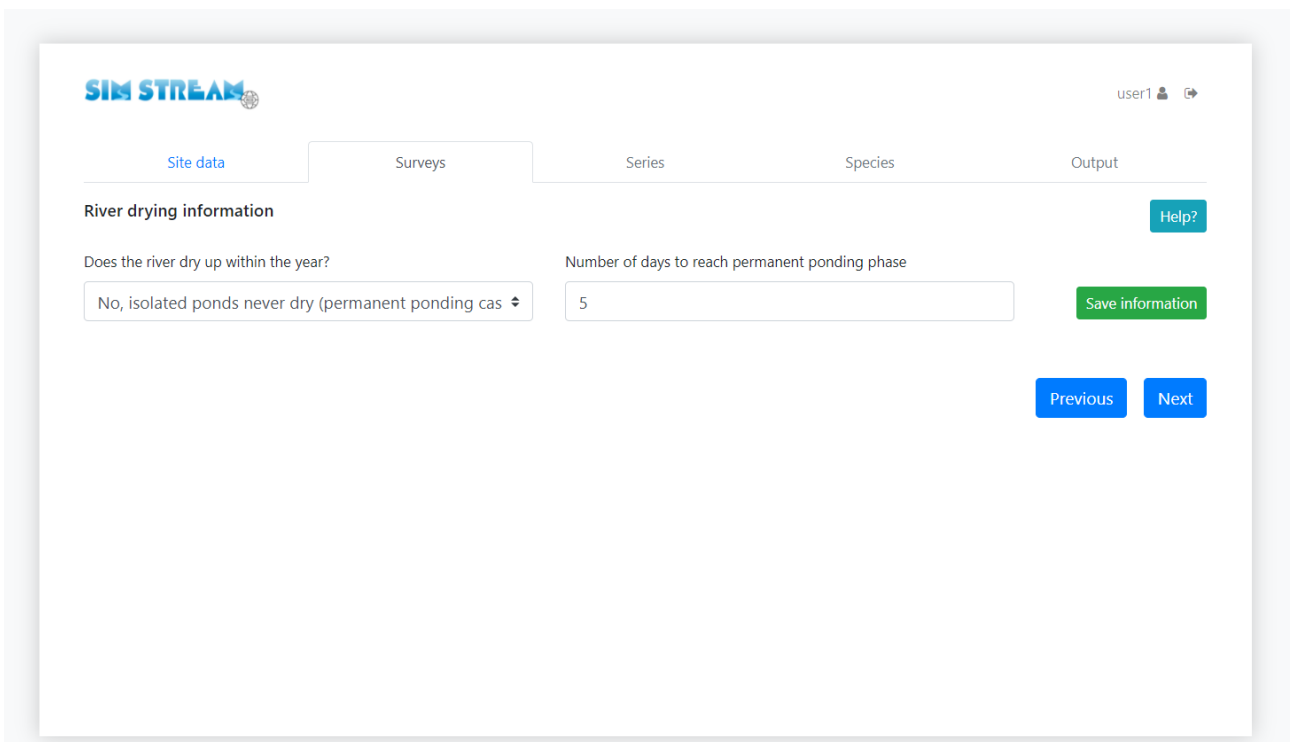 SIM STREAM
user1
Site data Surveys Series Species Output
River drying information
Help?
Does the river dry up within the year? Number of days to reach permanent ponding phase
No, isolated ponds never dry (permanent ponding cas 5 Save information
Previous Next